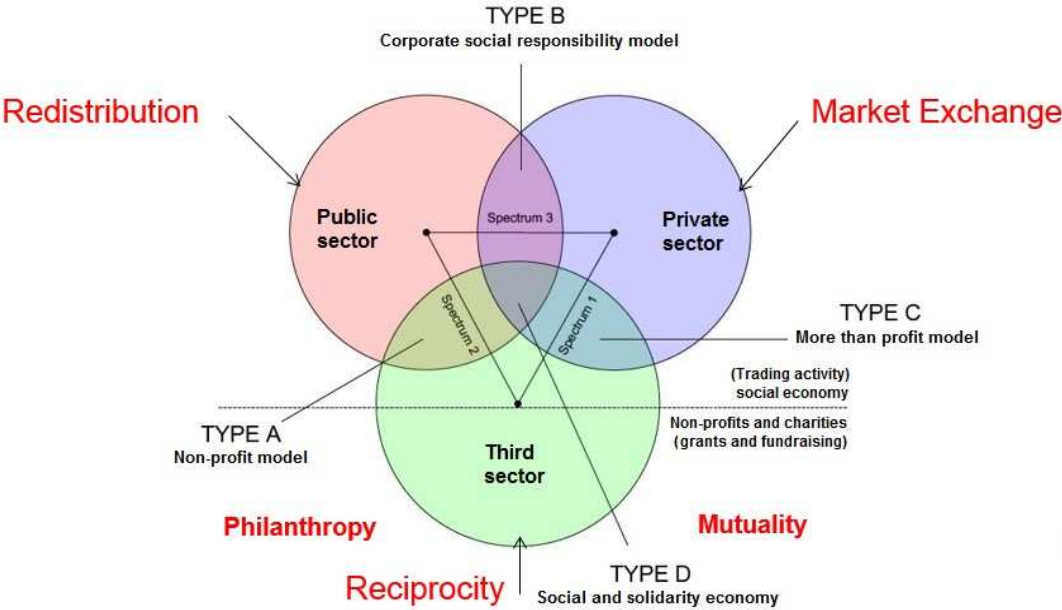 TYPE B
Corporate social responsibility model
Redistribution
Market Exchange
Public
sector
Spectrum 3
Private
sector
Spectrum 2
Spectrum 1
TYPE C
More than profit model
(Trading activity)
social economy
Non-profits and charities
(grants and fundraising)
TYPE A
Non-profit model
Third
sector
Philanthropy
Mutuality
Reciprocity
TYPE D
Social and solidarity economy